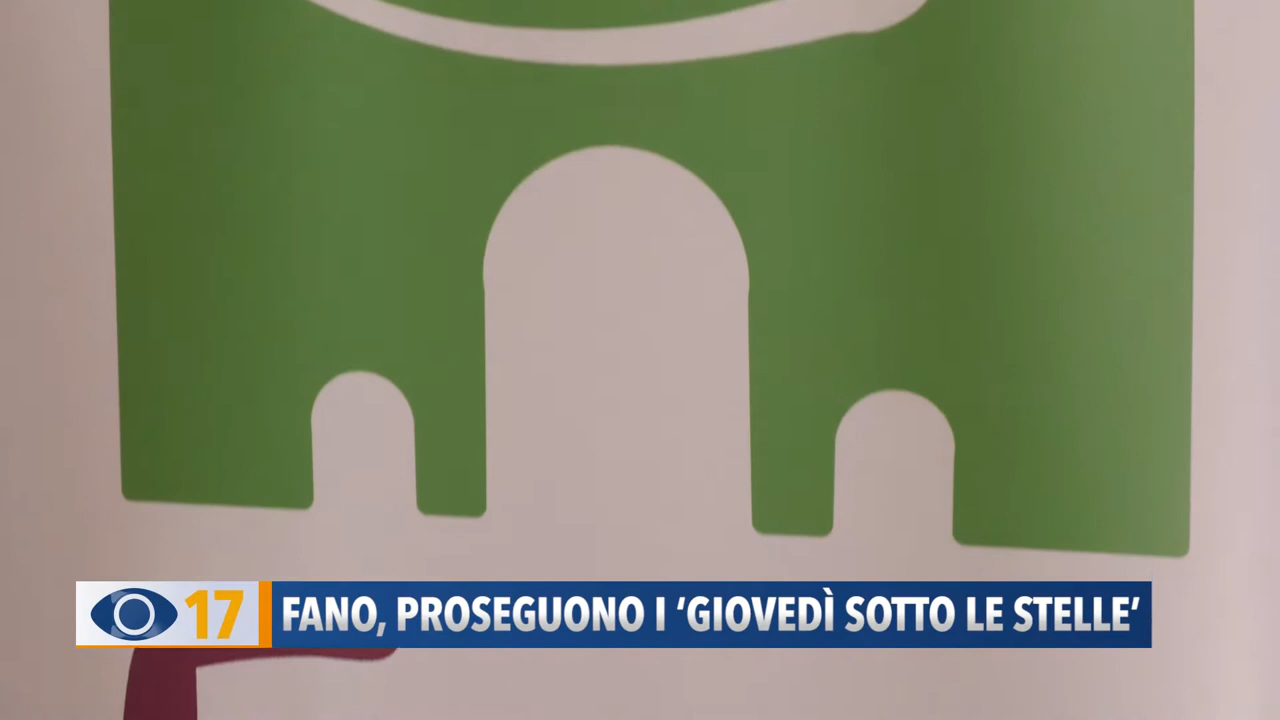 17
FANO, PROSEGUONO I ‘GIOVEDÌ SOTTO LE STELLE’